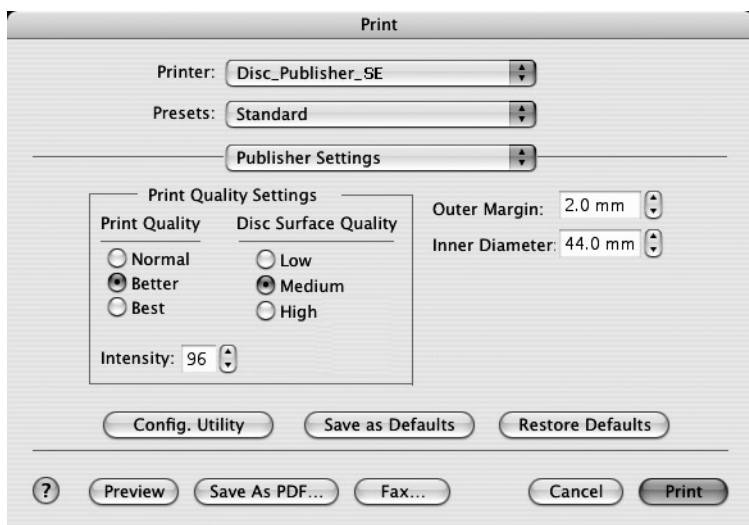 Print
Printer: Disc_Publisher_SE
Presets: Standard
Publisher Settings
Print Quality Settings
Print Quality Disc Surface Quality
Normal Low
Better Medium
Best High
Intensity: 96
Outer Margin: 2.0 mm
Inner Diameter: 44.0 mm
Config. Utility Save as Defaults Restore Defaults
? Preview Save As PDF... Fax... Cancel Print